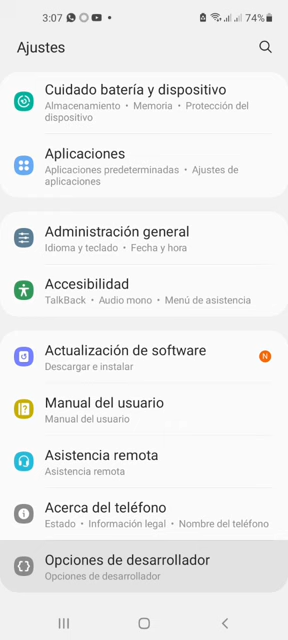 3:07
74%
Ajustes
Cuidado batería y dispositivo
Almacenamiento • Memoria • Protección del
dispositivo
Aplicaciones
Aplicaciones predeterminadas • Ajustes de
aplicaciones
Administración general
Idioma y teclado • Fecha y hora
Accesibilidad
TalkBack • Audio mono • Menú de asistencia
Actualización de software
N
Descargar e instalar
Manual del usuario
Manual del usuario
Asistencia remota
Asistencia remota
Acerca del teléfono
Estado • Información legal • Nombre del teléfono
Opciones de desarrollador
Opciones de desarrollador